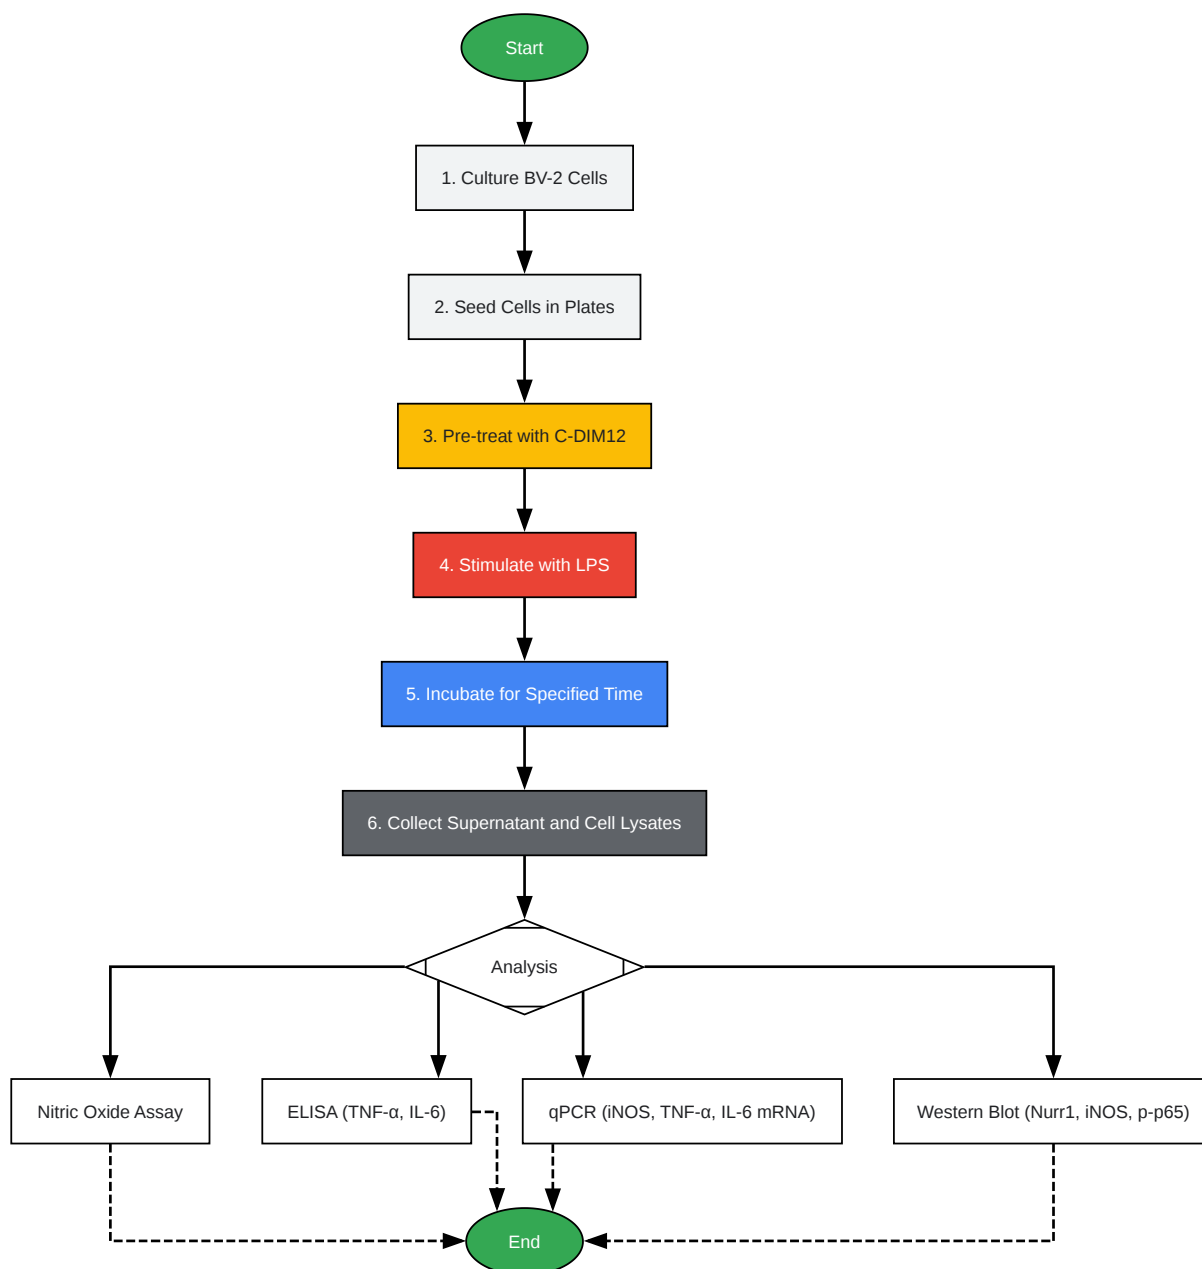 Start
1. Culture BV-2 Cells
2. Seed Cells in Plates
3. Pre-treat with C-DIM12
4. Stimulate with LPS
5. Incubate for Specified Time
6. Collect Supernatant and Cell Lysates
Analysis
Nitric Oxide Assay
ELISA (TNF-α, IL-6)
qPCR (iNOS, TNF-α, IL-6 mRNA)
Western Blot (Nurr1, iNOS, p-p65)
End